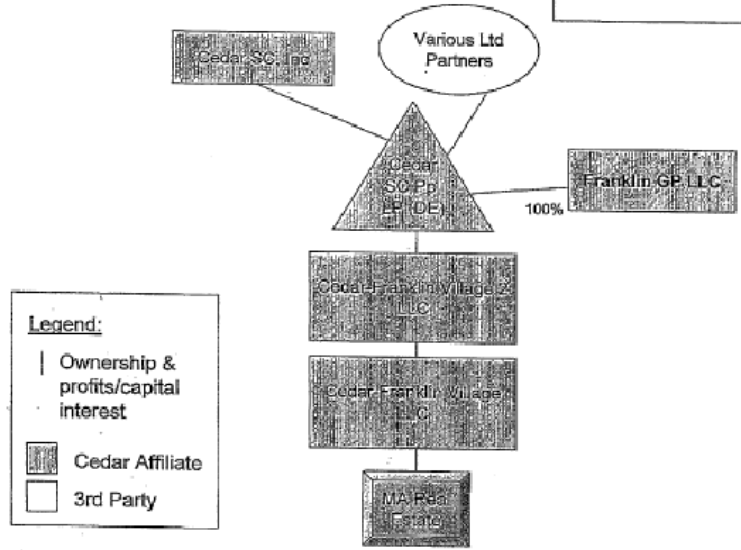 Cedar SC, Inc
Various Ltd
Partners
Cedar
SC Pp
LP (DE)
Franklin GP LLC
100%
Cedar-Franklin Village 2
LLC
Cedar Franklin Village
LLC
MA Real
Estate
Legend:
Ownership &
profits/capital
interest
Cedar Affiliate
3rd Party